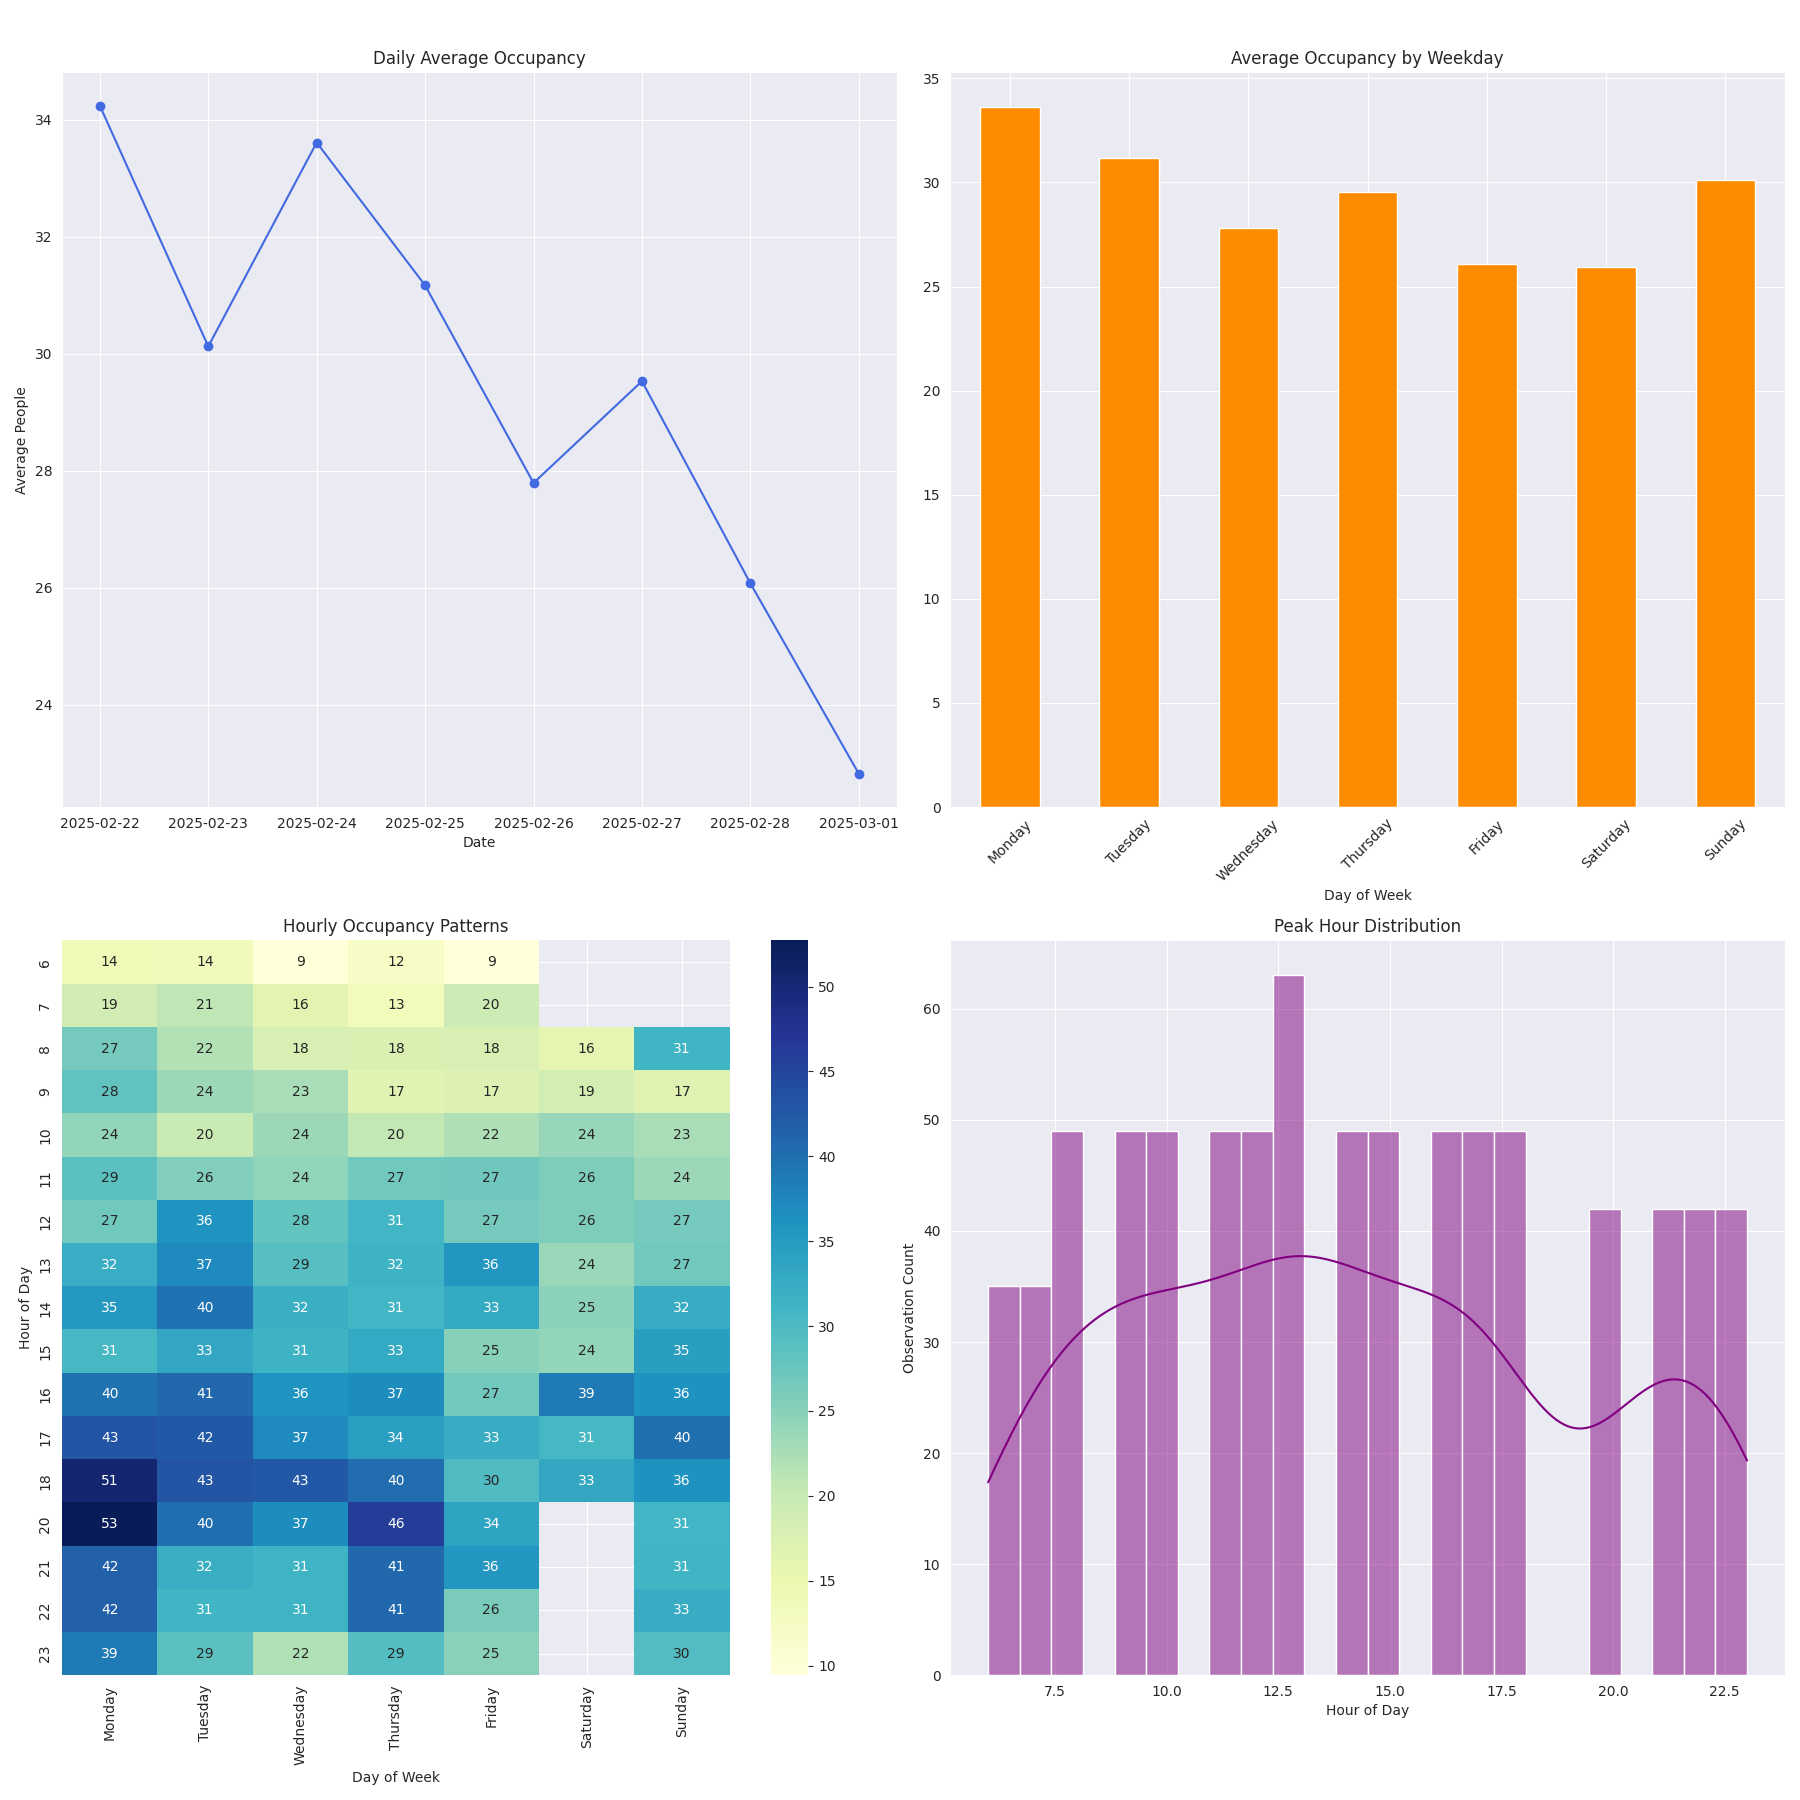 Daily Average Occupancy
34
32
30
28
26
24
Average People
2025-02-22 2025-02-23 2025-02-24 2025-02-25 2025-02-26 2025-02-27 2025-02-28 2025-03-01
Date
Average Occupancy by Weekday
35
30
25
20
15
10
5
0
Monday Tuesday Wednesday Thursday Friday Saturday Sunday
Day of Week
Hourly Occupancy Patterns
Hour of Day
6 14 14 9 12 9
7 19 21 16 13 20
8 27 22 18 18 18 16 31
9 28 24 23 17 17 19 17
10 24 20 24 20 22 24 23
11 29 26 24 27 27 26 24
12 27 36 28 31 27 26 27
13 32 37 29 32 36 24 27
14 35 40 32 31 33 25 32
15 31 33 31 33 25 24 35
16 40 41 36 37 27 39 36
17 43 42 37 34 33 31 40
18 51 43 43 40 30 33 36
20 53 40 37 46 34 31
21 42 32 31 41 36 31
22 42 31 31 41 26 33
23 39 29 22 29 25 30
Monday Tuesday Wednesday Thursday Friday Saturday Sunday
Day of Week
50
45
40
35
30
25
20
15
10
Peak Hour Distribution
60
50
40
30
20
10
0
Observation Count
7.5 10.0 12.5 15.0 17.5 20.0 22.5
Hour of Day